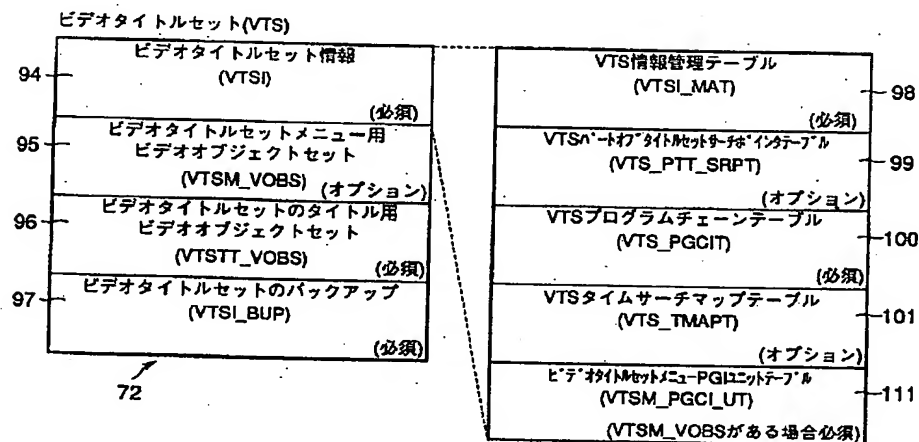 ビデオタイトルセット(VTS)
94
ビデオタイトルセット情報
(VTSI)
(必須)
95
ビデオタイトルセットメニュー用
ビデオオブジェクトセット
(VTSM_VOBS)
(オプション)
96
ビデオタイトルセットのタイトル用
ビデオオブジェクトセット
(VTSTT_VOBS)
(必須)
97
ビデオタイトルセットのバックアップ
(VTSI_BUP)
(必須)
72
VTS情報管理テーブル
(VTSI_MAT)
(必須)
98
VTSパートオブタイトルセットサーチポインタテーブル
(VTS_PTT_SRPT)
(オプション)
99
VTSプログラムチェーンテーブル
(VTS_PGCIT)
(必須)
100
VTSタイムサーチマップテーブル
(VTS_TMAPT)
(オプション)
101
ビデオタイトルセットメニューPGIユニットテーブル
(VTSM_PGCI_UT)
(VTSM_VOBSがある場合必須)
111